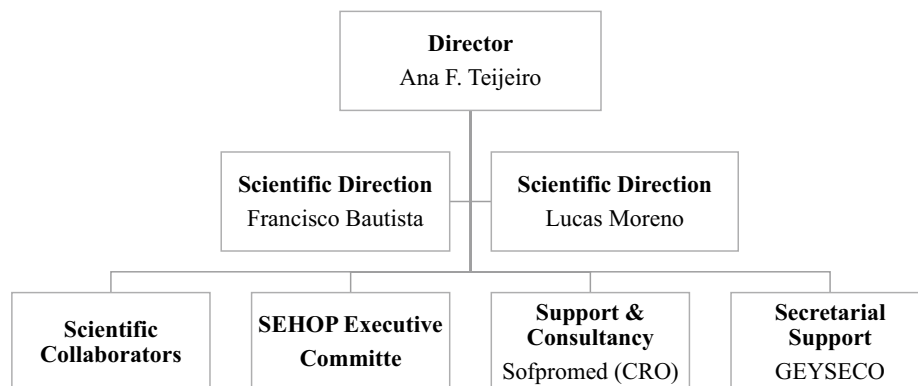 Director
Ana F. Teijeiro
Scientific Direction
Francisco Bautista
Scientific Direction
Lucas Moreno
Scientific
Collaborators
SEHOP Executive
Committe
Support &
Consultancy
Sofpromed (CRO)
Secretarial
Support
GEYSECO